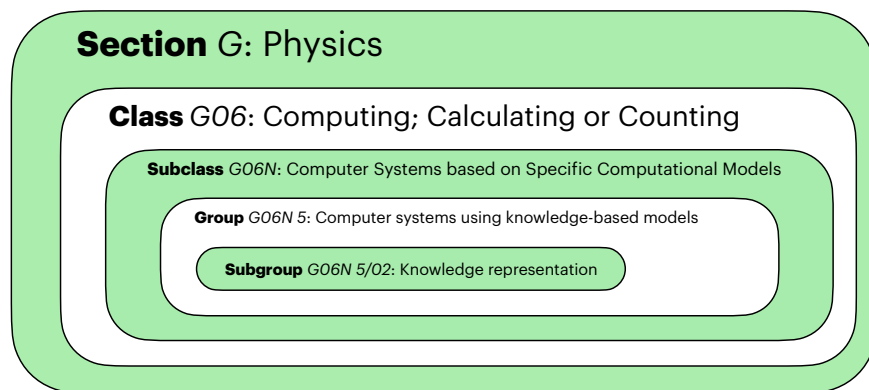 Section G: Physics
Class G06: Computing; Calculating or Counting
Subclass G06N: Computer Systems based on Specific Computational Models
Group G06N 5: Computer systems using knowledge-based models
Subgroup G06N 5/02: Knowledge representation